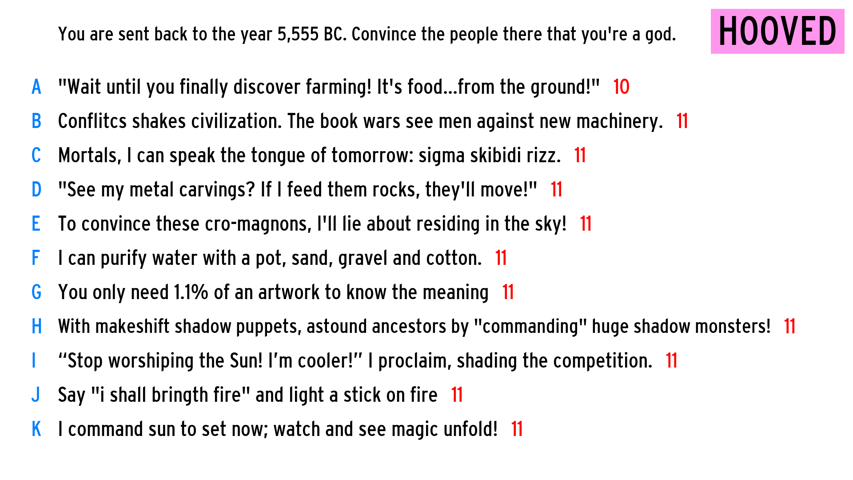 You are sent back to the year 5,555 BC. Convince the people there that you're a god.
HOOVED
A "Wait until you finally discover farming! It's food...from the ground!" 10
B Conflitcs shakes civilization. The book wars see men against new machinery. 11
C Mortals, I can speak the tongue of tomorrow: sigma skibidi rizz. 11
D "See my metal carvings? If I feed them rocks, they'll move!" 11
E To convince these cro-magnons, I'll lie about residing in the sky! 11
F I can purify water with a pot, sand, gravel and cotton. 11
G You only need 1.1% of an artwork to know the meaning 11
H With makeshift shadow puppets, astound ancestors by "commanding" huge shadow monsters! 11
I “Stop worshiping the Sun! I’m cooler!” I proclaim, shading the competition. 11
J Say "i shall bringth fire" and light a stick on fire 11
K I command sun to set now; watch and see magic unfold! 11